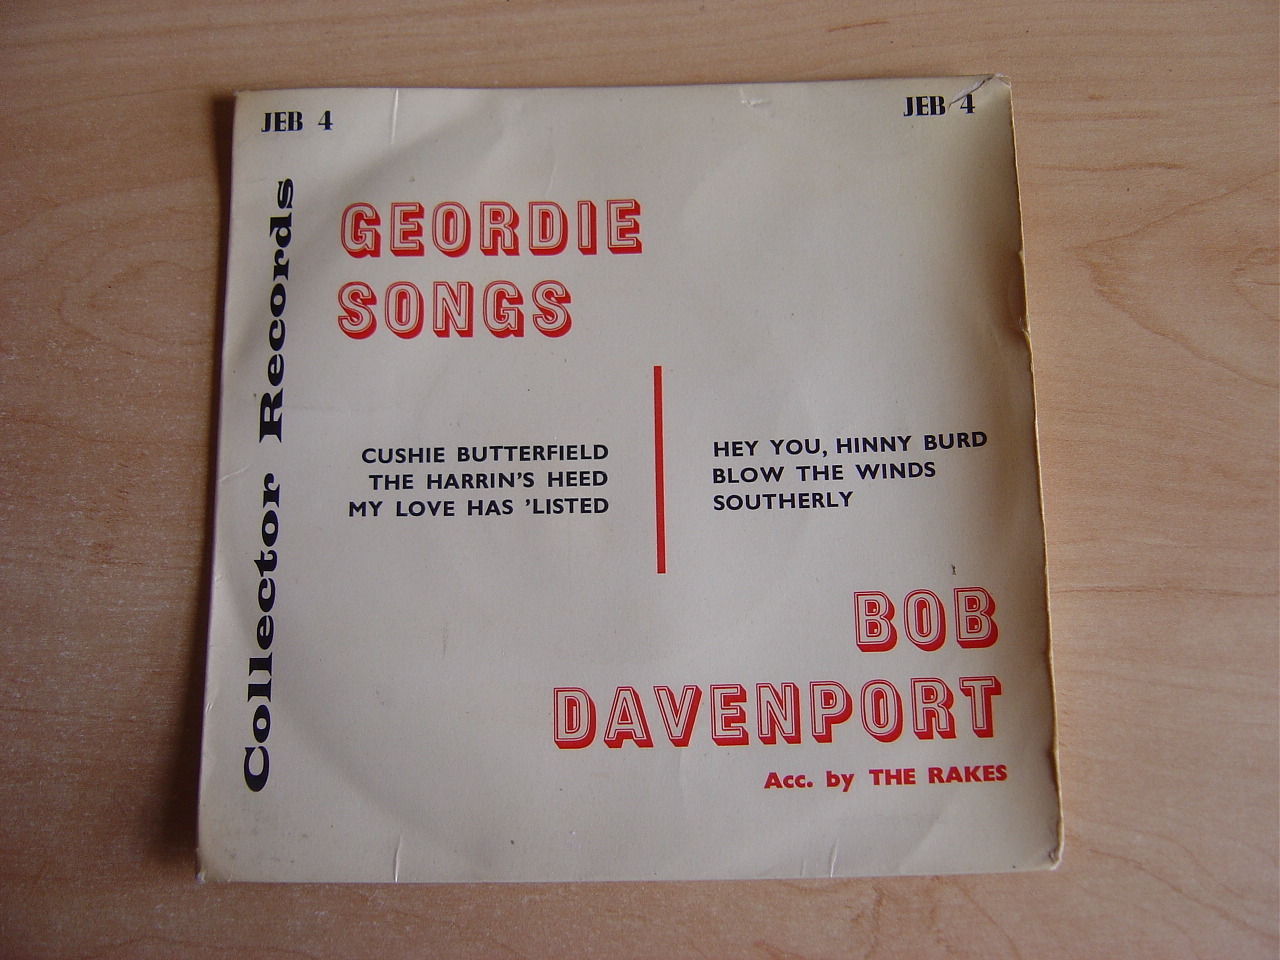 JEB 4
JEB 4
Collector Records
GEORDIE
SONGS
CUSHIE BUTTERFIELD
THE HARRIN'S HEED
MY LOVE HAS 'LISTED
HEY YOU, HINNY BURD
BLOW THE WINDS
SOUTHERLY
BOB
DAVENPORT
Acc. by THE RAKES